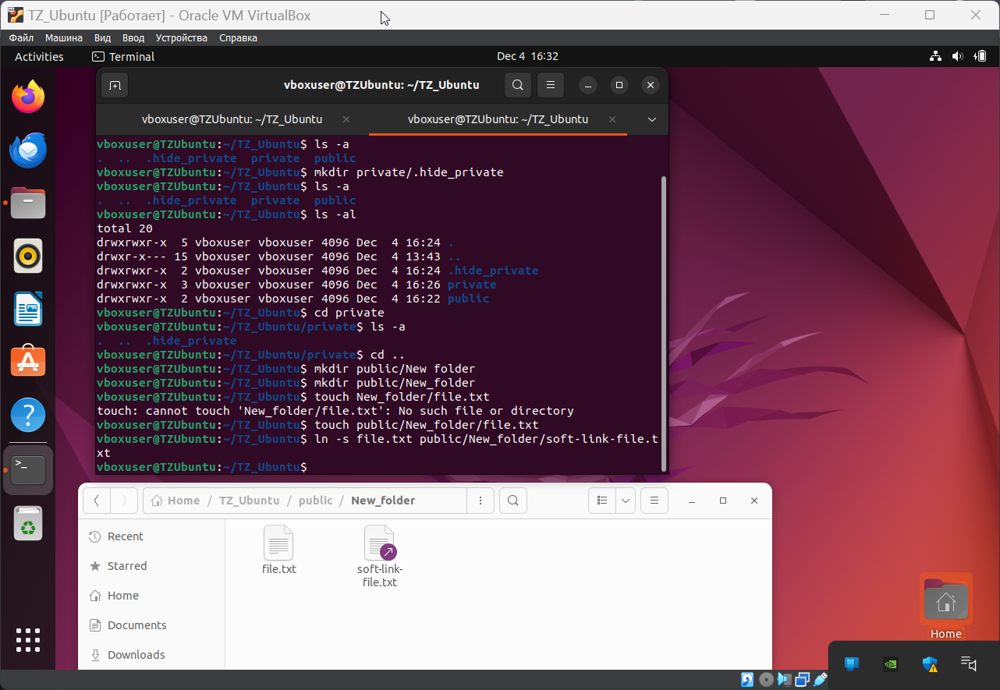 TZ_Ubuntu [Работает] - Oracle VM VirtualBox
Файл Машина Вид Ввод Устройства Справка
Activities Terminal Dec 4 16:32
vboxuser@TZUbuntu: ~/TZ_Ubuntu
vboxuser@TZUbuntu: ~/TZ_Ubuntu vboxuser@TZUbuntu: ~/TZ_Ubuntu
vboxuser@TZUbuntu:~/TZ_Ubuntu$ ls -a
. .. .hide_private private public
vboxuser@TZUbuntu:~/TZ_Ubuntu$ mkdir private/.hide_private
vboxuser@TZUbuntu:~/TZ_Ubuntu$ ls -a
. .. .hide_private private public
vboxuser@TZUbuntu:~/TZ_Ubuntu$ ls -al
total 20
drwxrwxr-x 5 vboxuser vboxuser 4096 Dec 4 16:24 .
drwxr-x--- 15 vboxuser vboxuser 4096 Dec 4 13:43 ..
drwxrwxr-x 2 vboxuser vboxuser 4096 Dec 4 16:24 .hide_private
drwxrwxr-x 3 vboxuser vboxuser 4096 Dec 4 16:26 private
drwxrwxr-x 2 vboxuser vboxuser 4096 Dec 4 16:22 public
vboxuser@TZUbuntu:~/TZ_Ubuntu$ cd private
vboxuser@TZUbuntu:~/TZ_Ubuntu/private$ ls -a
. .. .hide_private
vboxuser@TZUbuntu:~/TZ_Ubuntu/private$ cd ..
vboxuser@TZUbuntu:~/TZ_Ubuntu$ mkdir public/New folder
vboxuser@TZUbuntu:~/TZ_Ubuntu$ mkdir public/New_folder
vboxuser@TZUbuntu:~/TZ_Ubuntu$ touch New_folder/file.txt
touch: cannot touch 'New_folder/file.txt': No such file or directory
vboxuser@TZUbuntu:~/TZ_Ubuntu$ touch public/New_folder/file.txt
vboxuser@TZUbuntu:~/TZ_Ubuntu$ ln -s file.txt public/New_folder/soft-link-file.t
xt
vboxuser@TZUbuntu:~/TZ_Ubuntu$
Home / TZ_Ubuntu / public / New_folder
Recent
Starred
Home
Documents
Downloads
file.txt
soft-link-
file.txt
Home